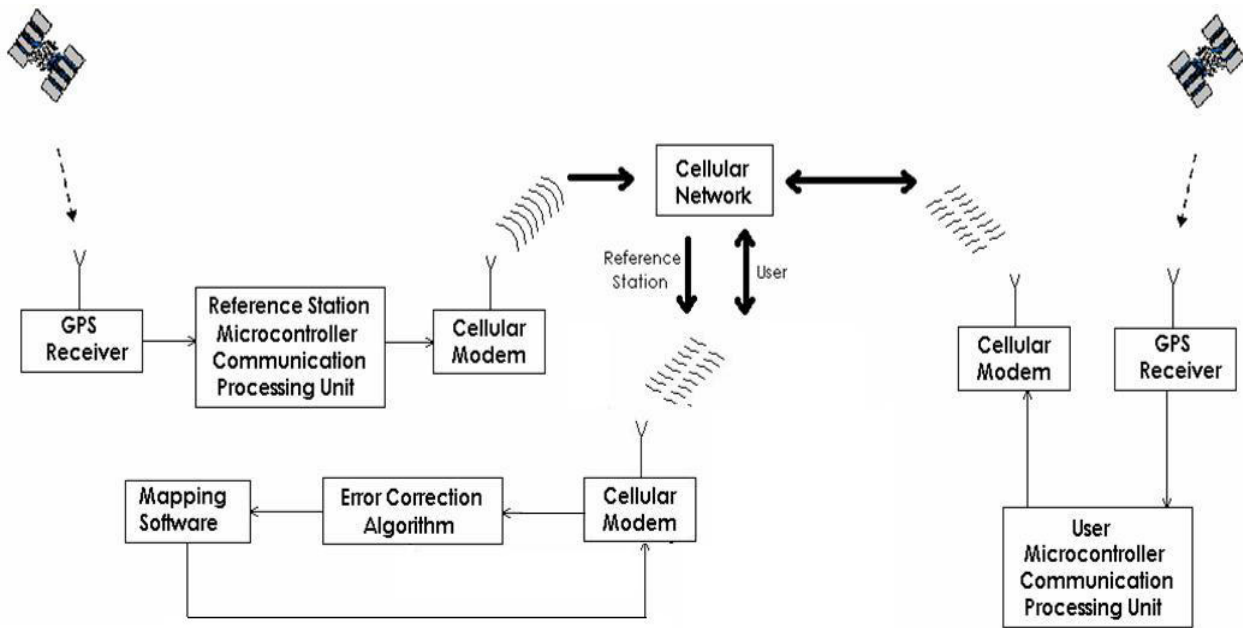 Cellular
Network
Reference
Station
User
GPS
Receiver
Reference Station
Microcontroller
Communication
Processing Unit
Cellular
Modem
Cellular
Modem
GPS
Receiver
Mapping
Software
Error Correction
Algorithm
Cellular
Modem
User
Microcontroller
Communication
Processing Unit